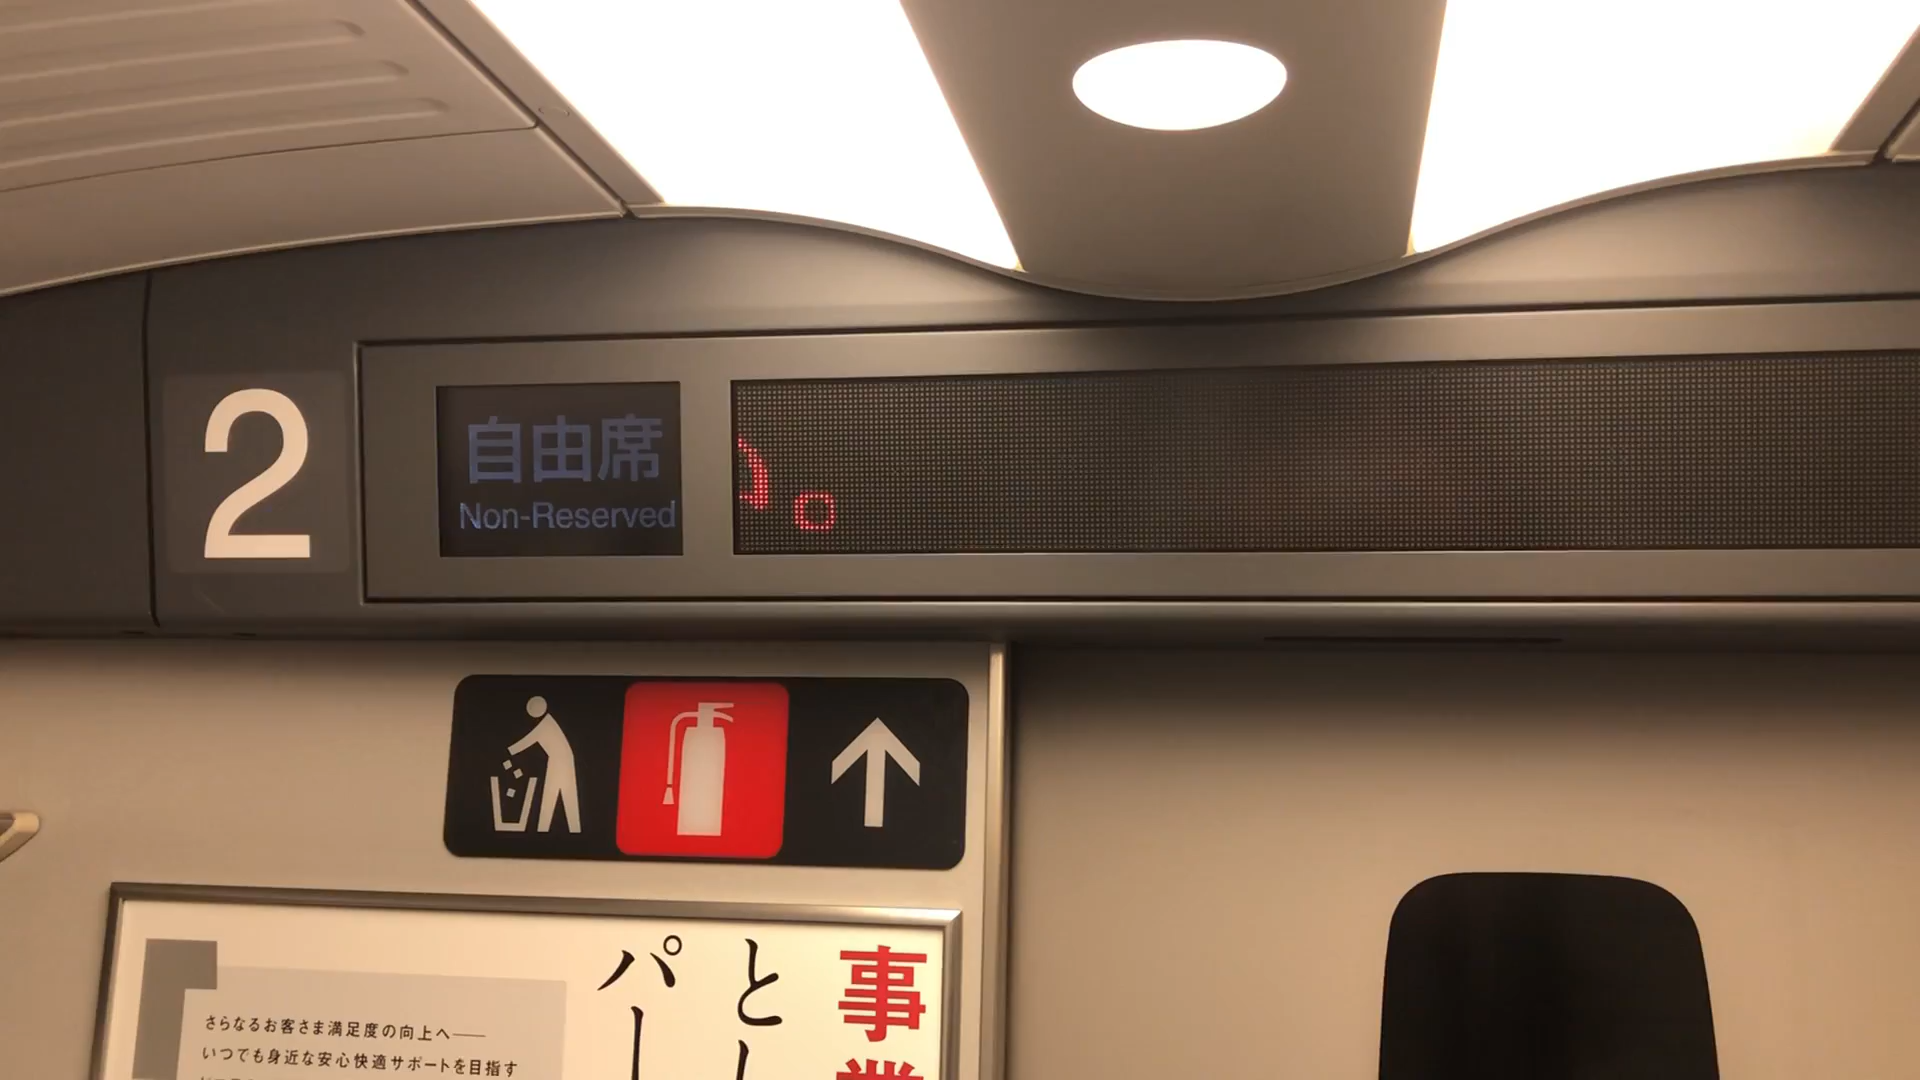 2
自由席
Non-Reserved
。
事業
と
パー
さらなるお客さま満足度の向上へ——
いつでも身近な安心快適サポートを目指す